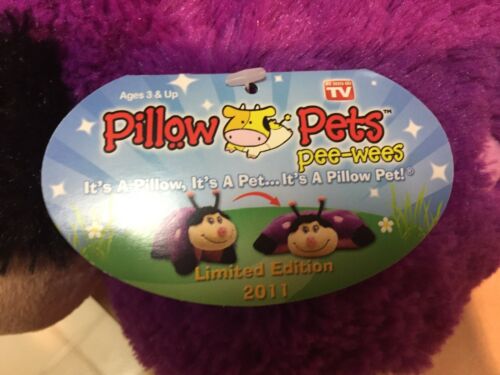 Ages 3 & Up
AS SEEN ON
TV
Pillow Pets™
pee-wees
It's A Pillow, It's A Pet...It's A Pillow Pet!®
Limited Edition
2011